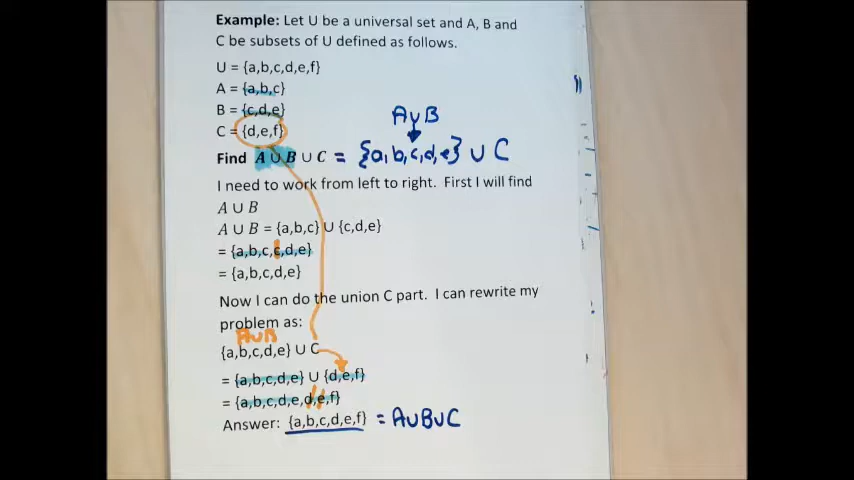 Example: Let U be a universal set and A, B and
C be subsets of U defined as follows.
U = {a,b,c,d,e,f}
A = {a,b,c}
B = {c,d,e}
C = {d,e,f}
A∪B
Find A ∪ B ∪ C = {a,b,c,d,e} ∪ C
I need to work from left to right. First I will find
A ∪ B
A ∪ B = {a,b,c} ∪ {c,d,e}
= {a,b,c,c,d,e}
= {a,b,c,d,e}
Now I can do the union C part. I can rewrite my
problem as:
A∪B
{a,b,c,d,e} ∪ C
= {a,b,c,d,e} ∪ {d,e,f}
= {a,b,c,d,e,d,e,f}
Answer: {a,b,c,d,e,f} = A∪B∪C